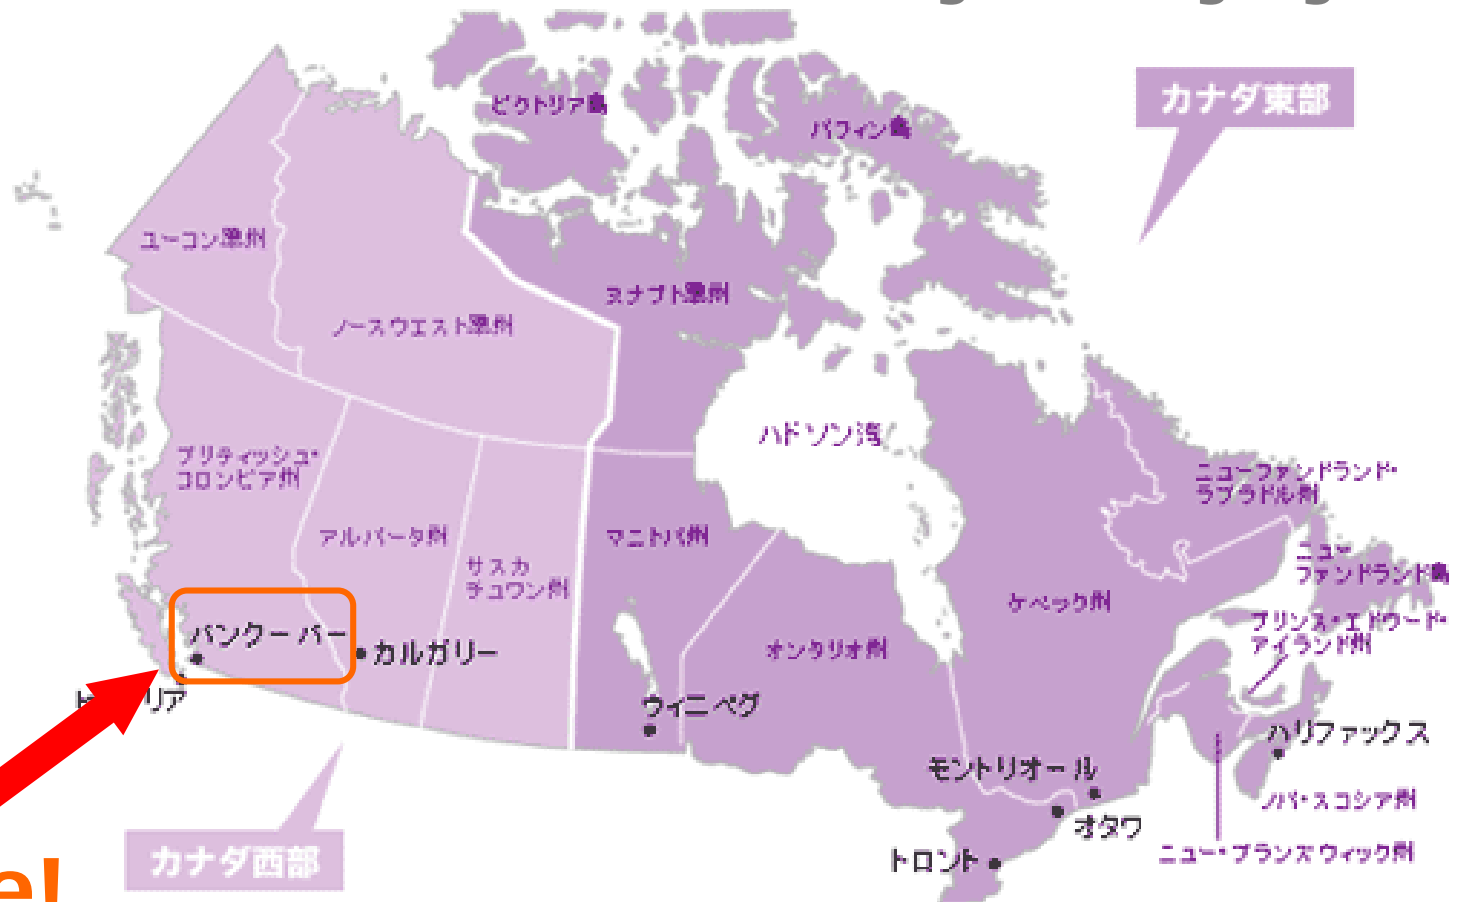 カナダ東部
ビクトリア島
バフィン島
ユーコン準州
ヌナブト準州
ノースウエスト準州
ハドソン湾
ブリティッシュ・
コロンビア州
ニューファンドランド・
ラブラドル州
アルバータ州
マニトバ州
サスカ
チュワン州
ニュー
ファンドランド島
ケベック州
プリンス・エドワード・
アイランド州
バンクーバー
カルガリー
オンタリオ州
リア
ウィニペグ
ハリファックス
モントリオール
ノバ・スコシア州
オタワ
ニュー・ブランズウィック州
トロント
カナダ西部
e!